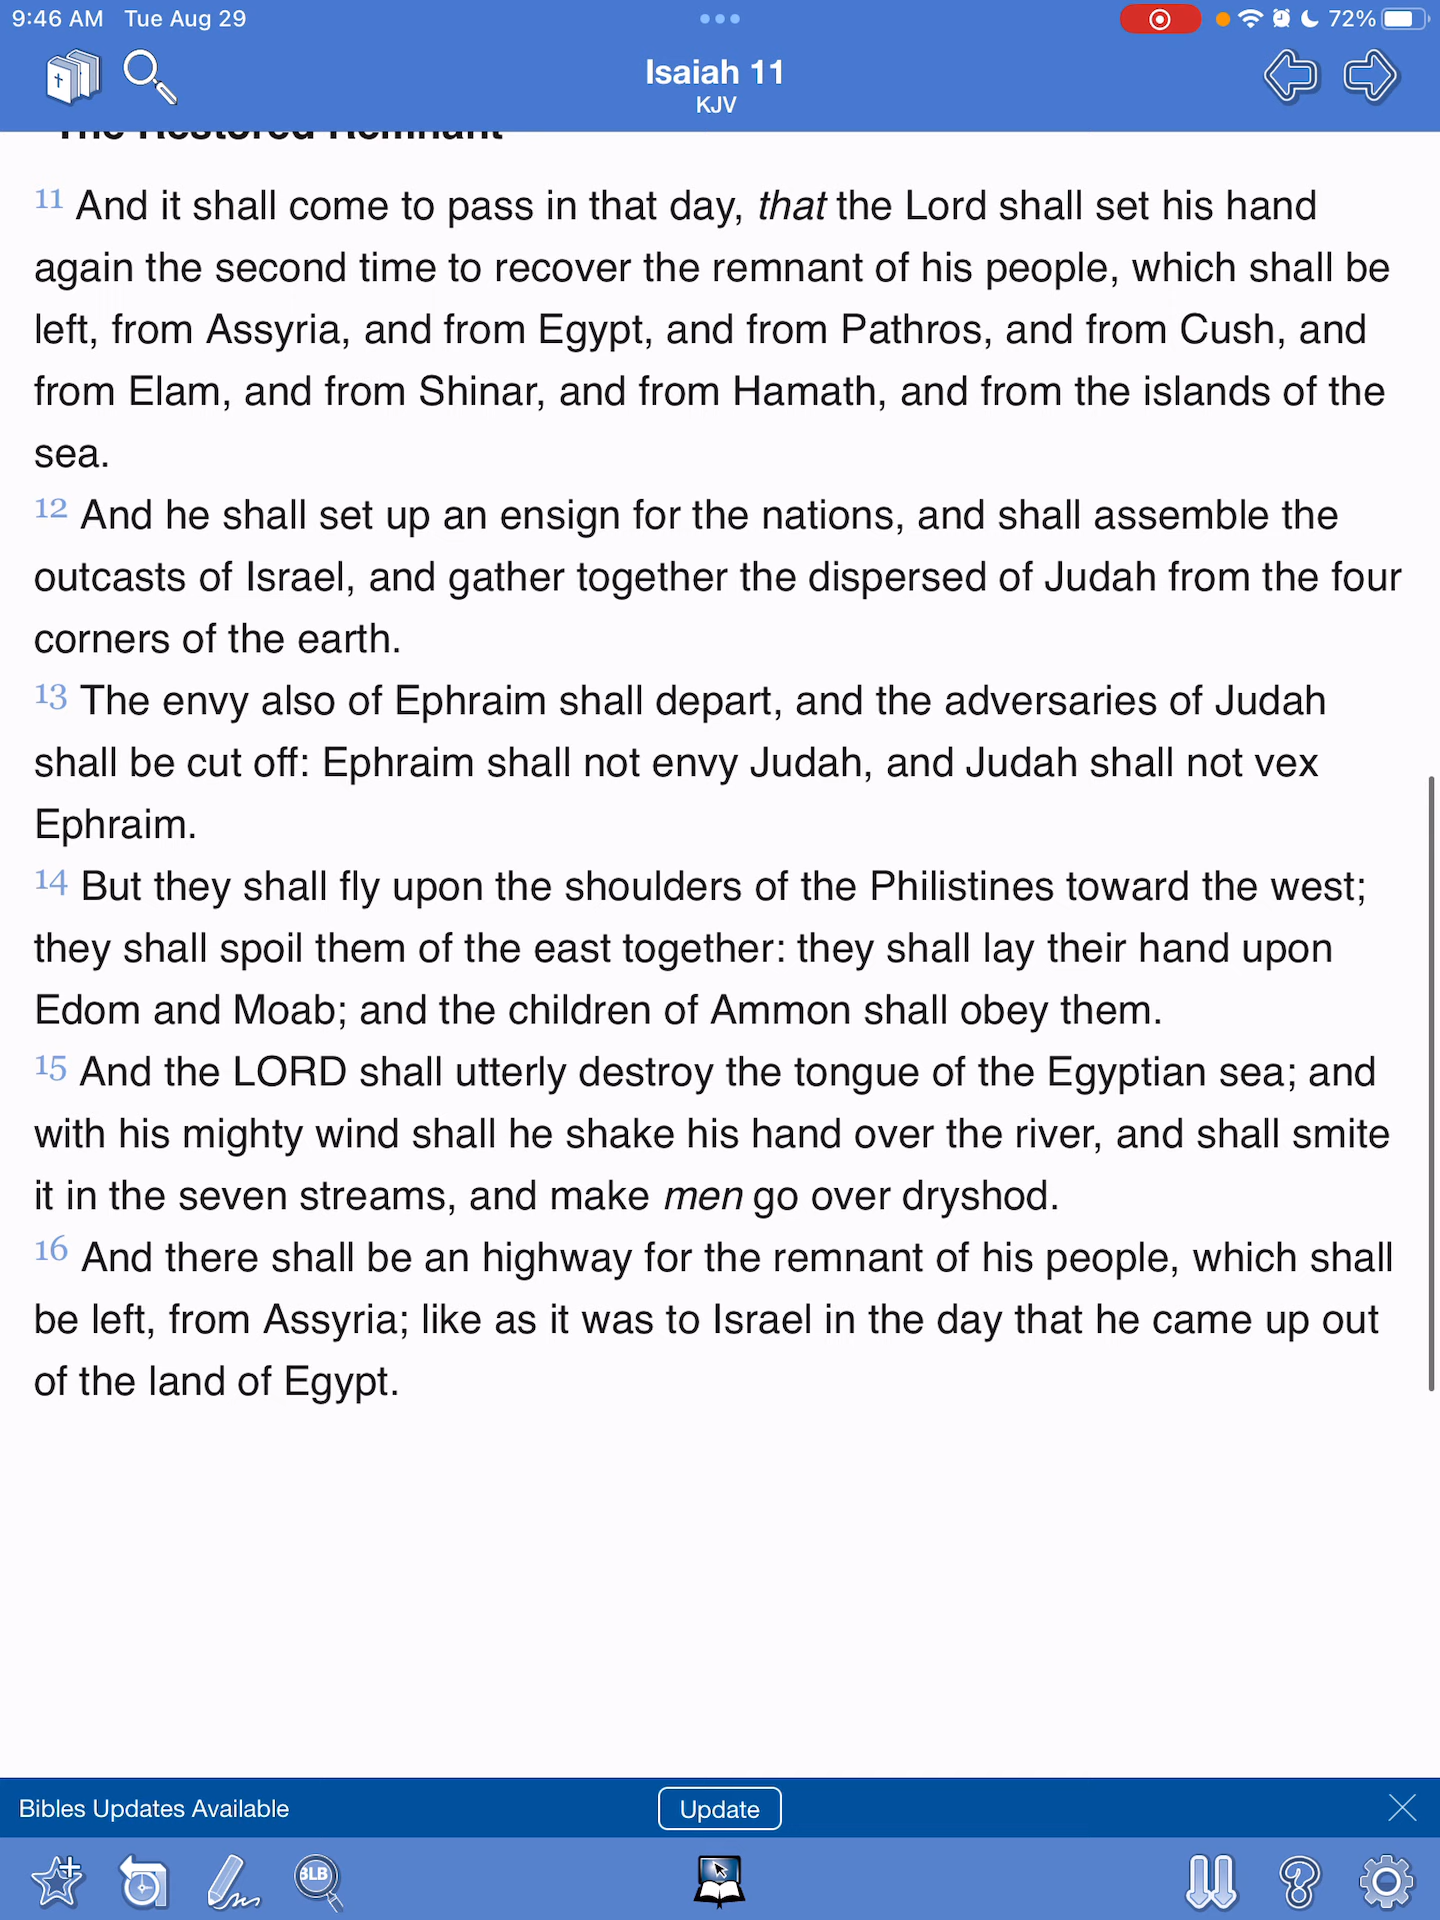 9:46 AM Tue Aug 29
72%
Isaiah 11
KJV
The Restored Remnant
11 And it shall come to pass in that day, that the Lord shall set his hand
again the second time to recover the remnant of his people, which shall be
left, from Assyria, and from Egypt, and from Pathros, and from Cush, and
from Elam, and from Shinar, and from Hamath, and from the islands of the
sea.
12 And he shall set up an ensign for the nations, and shall assemble the
outcasts of Israel, and gather together the dispersed of Judah from the four
corners of the earth.
13 The envy also of Ephraim shall depart, and the adversaries of Judah
shall be cut off: Ephraim shall not envy Judah, and Judah shall not vex
Ephraim.
14 But they shall fly upon the shoulders of the Philistines toward the west;
they shall spoil them of the east together: they shall lay their hand upon
Edom and Moab; and the children of Ammon shall obey them.
15 And the LORD shall utterly destroy the tongue of the Egyptian sea; and
with his mighty wind shall he shake his hand over the river, and shall smite
it in the seven streams, and make men go over dryshod.
16 And there shall be an highway for the remnant of his people, which shall
be left, from Assyria; like as it was to Israel in the day that he came up out
of the land of Egypt.
Bibles Updates Available
Update
BLB